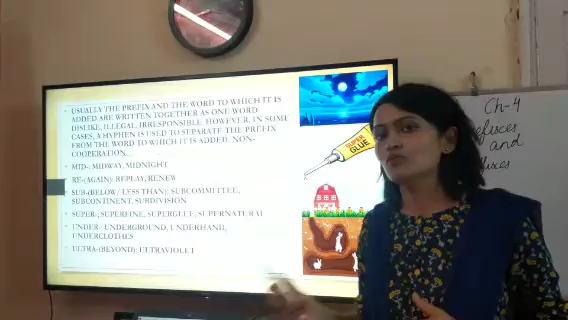 USUALLY THE PREFIX AND THE WORD TO WHICH IT IS
ADDED ARE WRITTEN TOGETHER AS ONE WORD
DISLIKE, ILLEGAL, IRRESPONSIBLE. HOWEVER, IN SOME
CASES, A HYPHEN IS USED TO SEPARATE THE PREFIX
FROM THE WORD TO WHICH IT IS ADDED. NON-
COOPERATION...
MID-, MIDWAY, MIDNIGHT
RE-(AGAIN): REPLAY, RENEW
SUB-(BELOW/ LESS THAN): SUBCOMMITTEE,
SUBCONTINENT, SUBDIVISION
SUPER-; SUPERFINE, SUPERGLUE, SUPERNATURAL
UNDER-/ UNDERGROUND, UNDERHAND,
UNDERCLOTHES
ULTRA-(BEYOND): ULTRAVIOLET
SUPER
GLUE
Ch-4
efixes
and
fixes